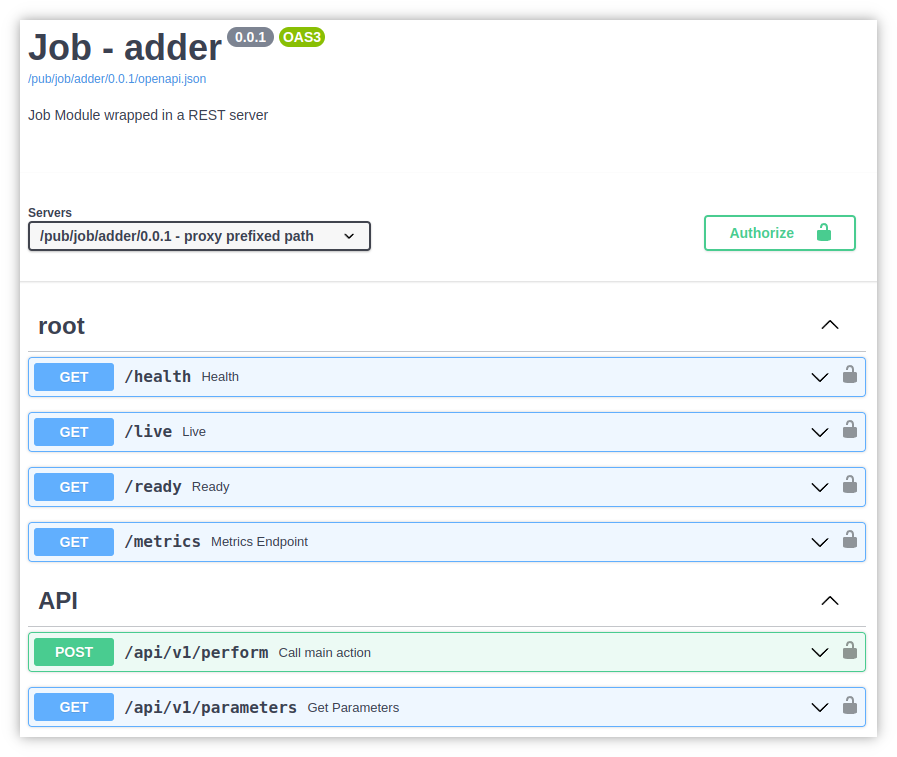 Job - adder 0.0.1 OAS3
/pub/job/adder/0.0.1/openapi.json
Job Module wrapped in a REST server
Servers
/pub/job/adder/0.0.1 - proxy prefixed path
Authorize
root
GET /health Health
GET /live Live
GET /ready Ready
GET /metrics Metrics Endpoint
API
POST /api/v1/perform Call main action
GET /api/v1/parameters Get Parameters